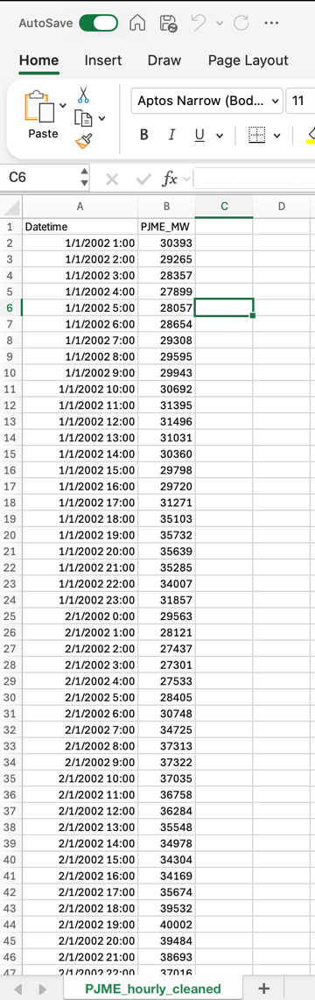 AutoSave
Home Insert Draw Page Layout
Paste
Aptos Narrow (Bod... 11
B I U
C6 fx
A B C D
1 Datetime PJME_MW
2 1/1/2002 1:00 30393
3 1/1/2002 2:00 29265
4 1/1/2002 3:00 28357
5 1/1/2002 4:00 27899
6 1/1/2002 5:00 28057
7 1/1/2002 6:00 28654
8 1/1/2002 7:00 29308
9 1/1/2002 8:00 29595
10 1/1/2002 9:00 29943
11 1/1/2002 10:00 30692
12 1/1/2002 11:00 31395
13 1/1/2002 12:00 31496
14 1/1/2002 13:00 31031
15 1/1/2002 14:00 30360
16 1/1/2002 15:00 29798
17 1/1/2002 16:00 29720
18 1/1/2002 17:00 31271
19 1/1/2002 18:00 35103
20 1/1/2002 19:00 35732
21 1/1/2002 20:00 35639
22 1/1/2002 21:00 35285
23 1/1/2002 22:00 34007
24 1/1/2002 23:00 31857
25 2/1/2002 0:00 29563
26 2/1/2002 1:00 28121
27 2/1/2002 2:00 27437
28 2/1/2002 3:00 27301
29 2/1/2002 4:00 27533
30 2/1/2002 5:00 28405
31 2/1/2002 6:00 30748
32 2/1/2002 7:00 34725
33 2/1/2002 8:00 37313
34 2/1/2002 9:00 37322
35 2/1/2002 10:00 37035
36 2/1/2002 11:00 36758
37 2/1/2002 12:00 36284
38 2/1/2002 13:00 35548
39 2/1/2002 14:00 34978
40 2/1/2002 15:00 34304
41 2/1/2002 16:00 34169
42 2/1/2002 17:00 35674
43 2/1/2002 18:00 39532
44 2/1/2002 19:00 40002
45 2/1/2002 20:00 39484
46 2/1/2002 21:00 38693
47 2/1/2002 22:00 37016
PJME_hourly_cleaned +